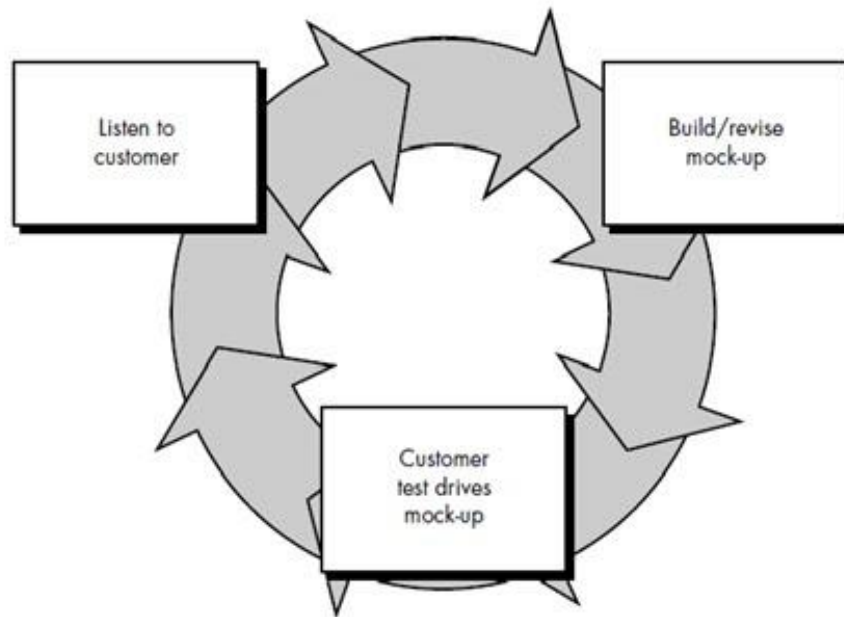 Listen to
customer
Build/revise
mock-up
Customer
test drives
mock-up